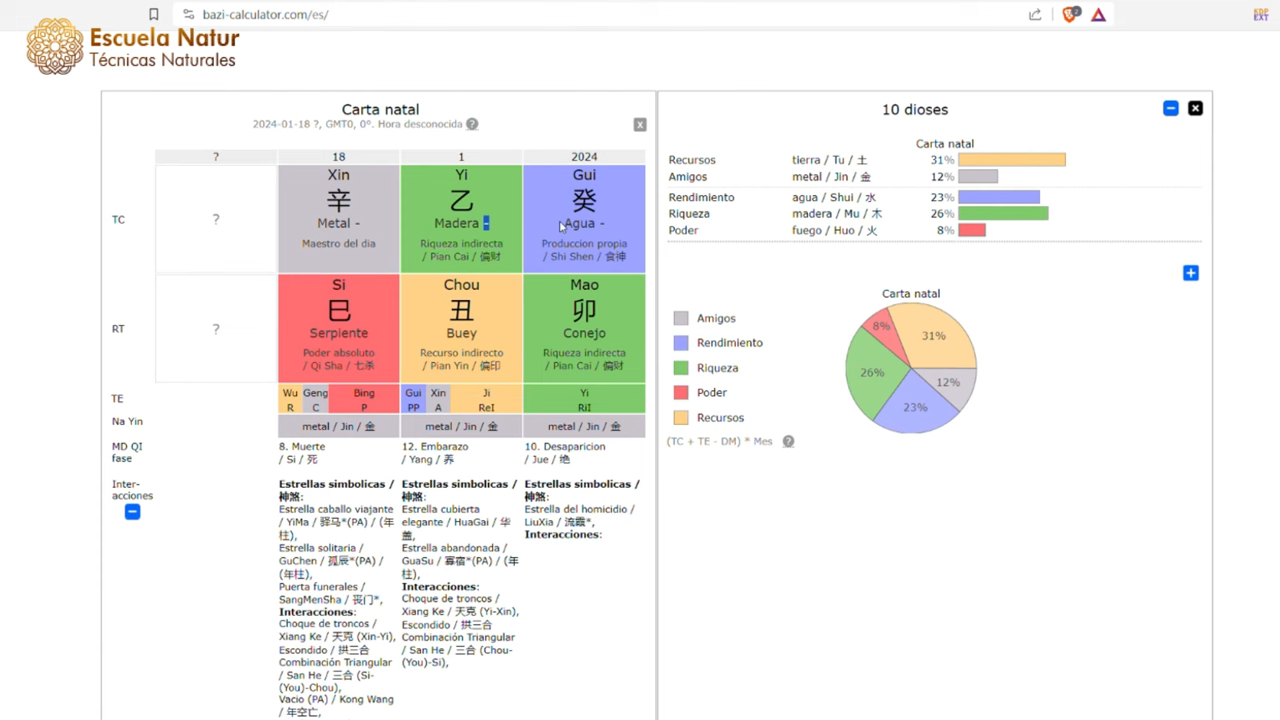 bazi-calculator.com/es/
2
KDP
EXT
Escuela Natur
Técnicas Naturales
Carta natal
2024-01-18 ?, GMT0, 0°. Hora desconocida ?
X
? 18 1 2024
TC
?
Xin
辛
Metal -
Maestro del dia
Yi
乙
Madera -
Riqueza indirecta
/ Pian Cai / 偏财
Gui
癸
Agua -
Produccion propia
/ Shi Shen / 食神
RT
?
Si
巳
Serpiente
Poder absoluto
/ Qi Sha / 七杀
Chou
丑
Buey
Recurso indirecto
/ Pian Yin / 偏印
Mao
卯
Conejo
Riqueza indirecta
/ Pian Cai / 偏财
TE
Wu Geng Bing
R C P
Gui Xin Ji
PP A ReI
Yi
RiI
Na Yin
metal / Jin / 金
metal / Jin / 金
metal / Jin / 金
MD QI
fase
8. Muerte
/ Si / 死
12. Embarazo
/ Yang / 养
10. Desaparicion
/ Jue / 绝
Inter-
acciones
Estrellas simbolicas /
神煞:
Estrella caballo viajante
/ YiMa / 驿马*(PA) / (年
柱),
Estrella solitaria /
GuChen / 孤辰*(PA) /
(年柱),
Puerta funerales /
SangMenSha / 丧门*,
Interacciones:
Choque de troncos /
Xiang Ke / 天克 (Xin-Yi),
Escondido / 拱三合
Combinación Triangular
/ San He / 三合 (Si-
(You)-Chou),
Vacio (PA) / Kong Wang
/ 年空亡,
Estrellas simbolicas /
神煞:
Estrella cubierta
elegante / HuaGai / 华
盖,
Estrella abandonada /
GuaSu / 寡宿*(PA) / (年
柱),
Interacciones:
Choque de troncos /
Xiang Ke / 天克 (Yi-Xin),
Escondido / 拱三合
Combinación Triangular
/ San He / 三合 (Chou-
(You)-Si),
Estrellas simbolicas /
神煞:
Estrella del homicidio /
LiuXia / 流霞*,
Interacciones:
10 dioses
Carta natal
Recursos tierra / Tu / 土 31%
Amigos metal / Jin / 金 12%
Rendimiento agua / Shui / 水 23%
Riqueza madera / Mu / 木 26%
Poder fuego / Huo / 火 8%
Carta natal
Amigos
Rendimiento
Riqueza
Poder
Recursos
8%
31%
26%
12%
23%
(TC + TE - DM) * Mes ?